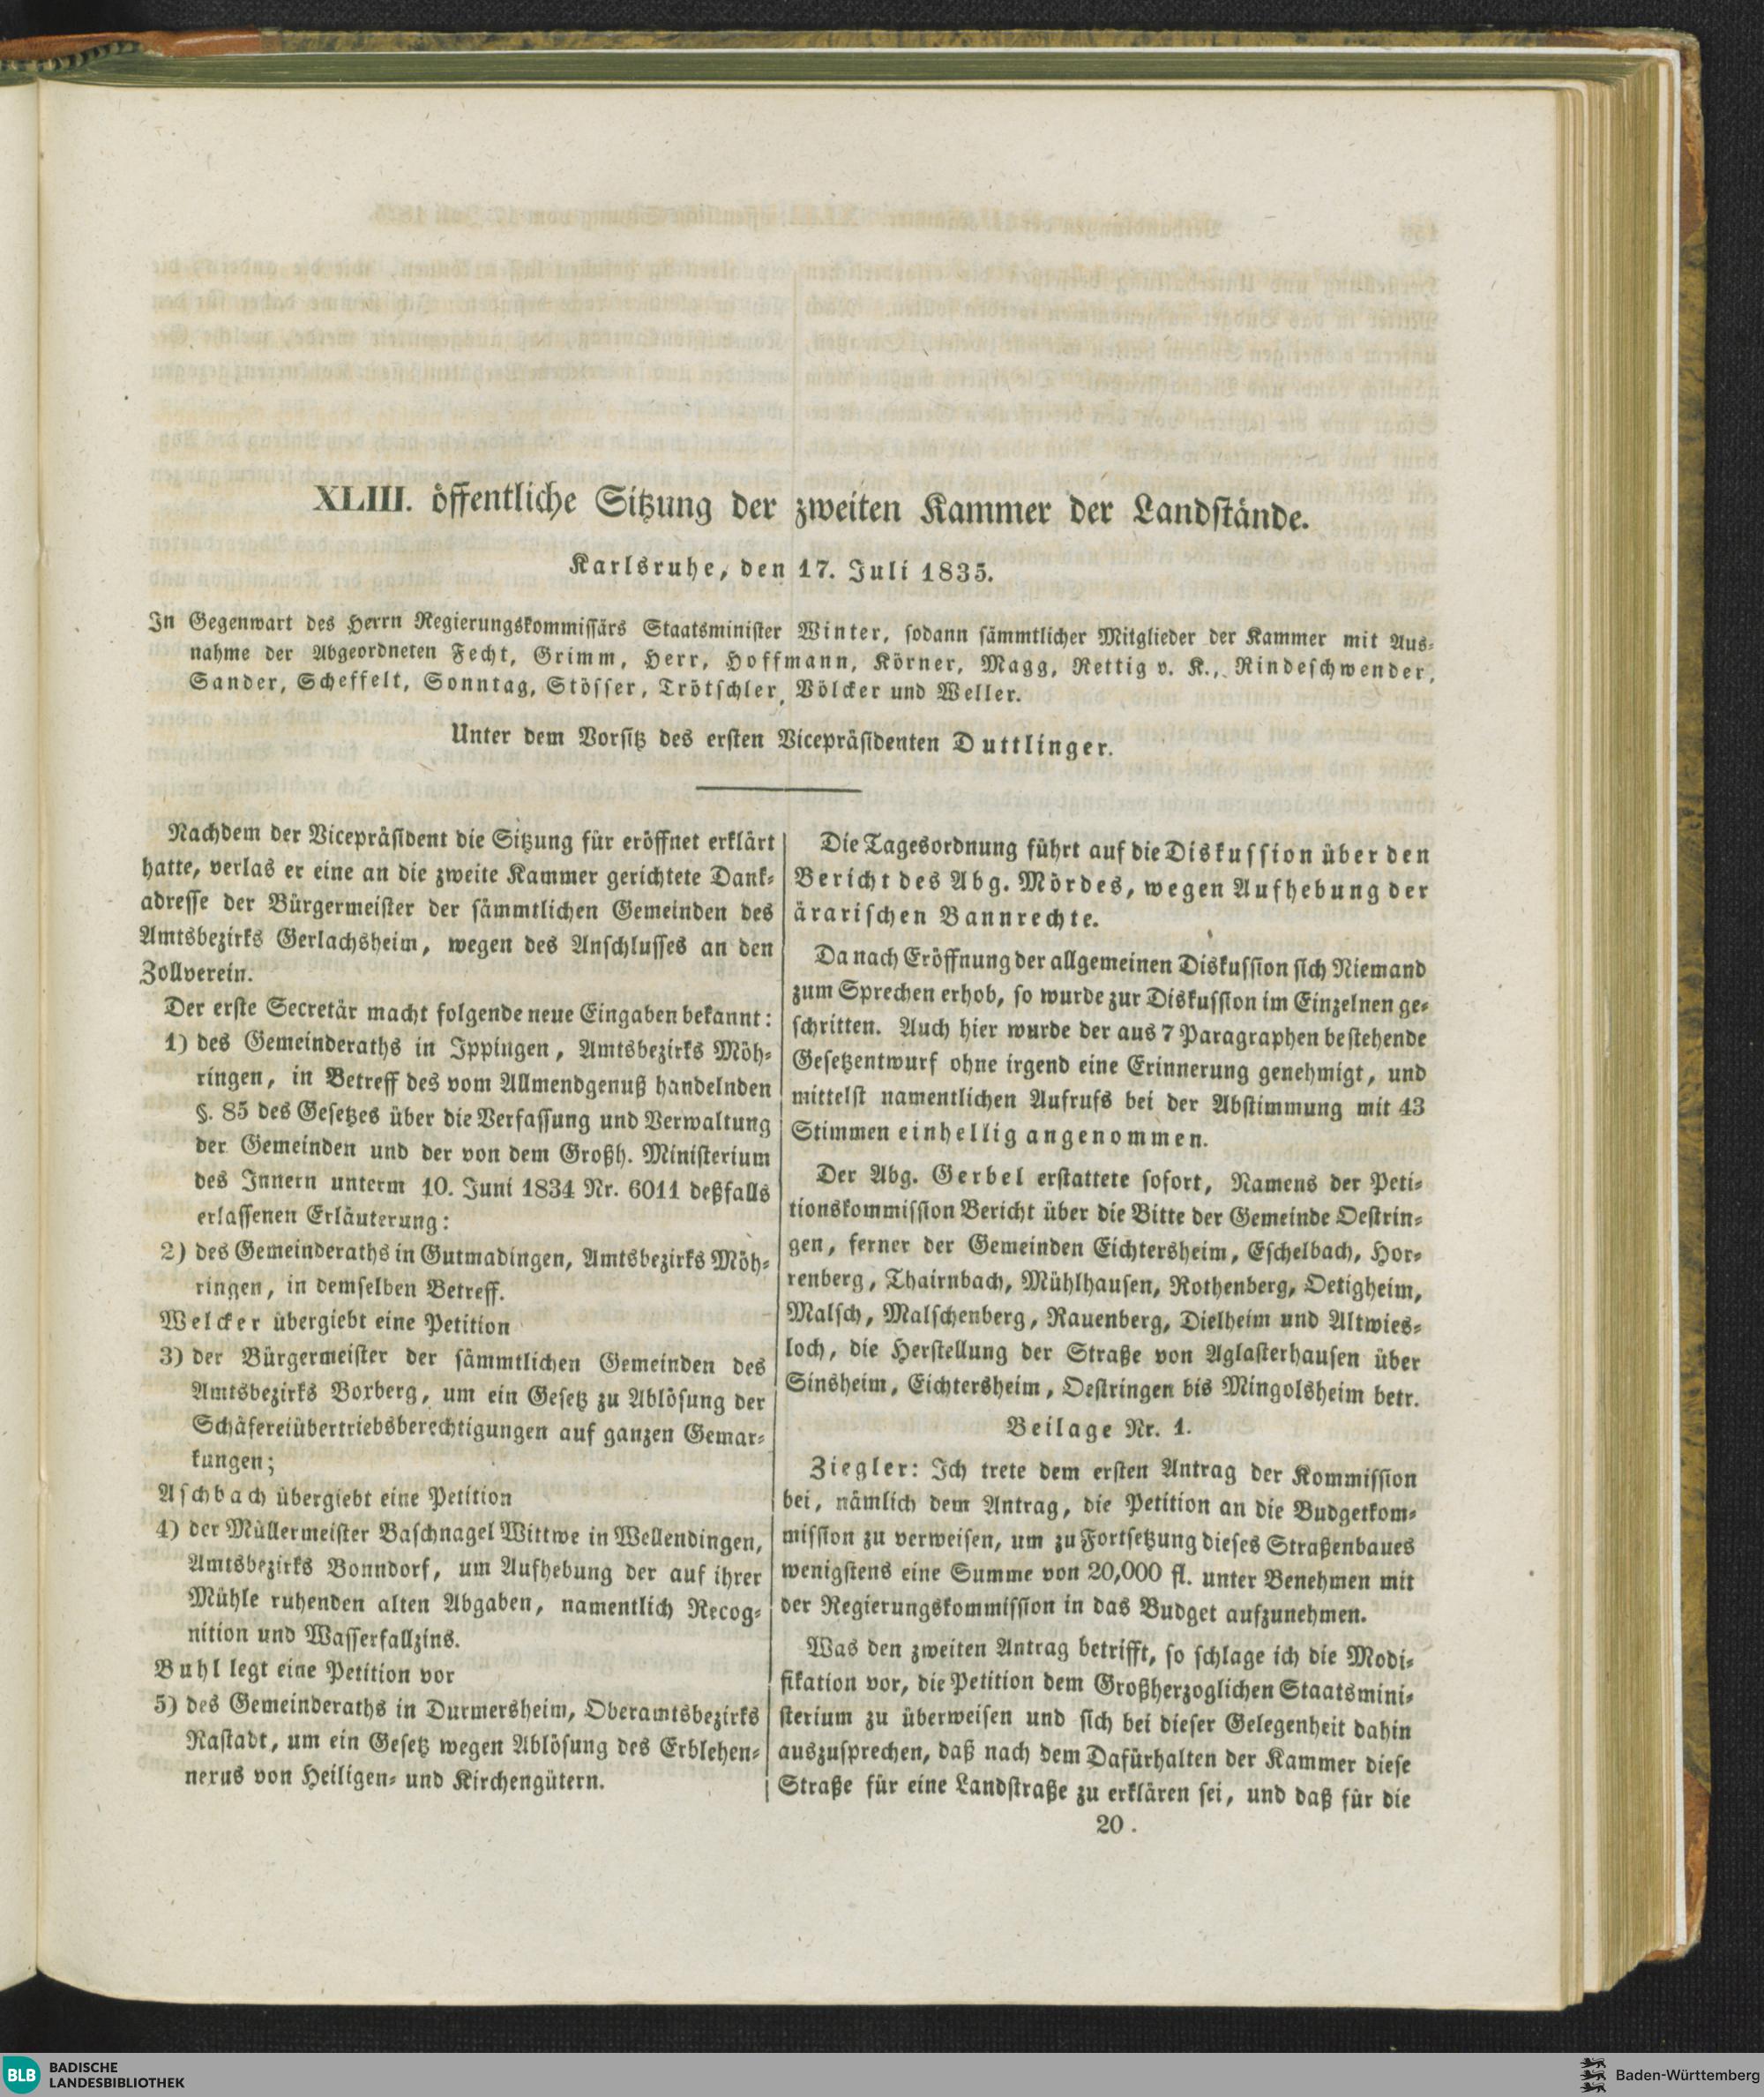 XLIII. öffentliche Sitzung der zweiten Kammer der Landstände.
Karlsruhe, den 17. Juli 1835.
In Gegenwart des Herrn Regierungskommissärs Staatsminister Winter, sodann sämmtlicher Mitglieder der Kammer mit Aus-
nahme der Abgeordneten Fecht, Grimm, Herr, Hoffmann, Körner, Magg, Rettig v. K., Rindeschwender,
Sander, Scheffelt, Sonntag, Stösser, Trötschler, Völcker und Weller.
Unter dem Vorsitz des ersten Vicepräsidenten Duttlinger.
Nachdem der Vicepräsident die Sitzung für eröffnet erklärt
hatte, verlas er eine an die zweite Kammer gerichtete Dank-
adresse der Bürgermeister der sämmtlichen Gemeinden des
Amtsbezirks Gerlachsheim, wegen des Anschlusses an den
Zollverein.
Der erste Secretär macht folgende neue Eingaben bekannt:
1) des Gemeinderaths in Ippingen, Amtsbezirks Möh-
ringen, in Betreff des vom Allmendgenuß handelnden
§. 85 des Gesetzes über die Verfassung und Verwaltung
der Gemeinden und der von dem Großh. Ministerium
des Innern unterm 10. Juni 1834 Nr. 6011 deßfalls
erlassenen Erläuterung:
2) des Gemeinderaths in Gutmadingen, Amtsbezirks Möh-
ringen, in demselben Betreff.
Welcker übergiebt eine Petition
3) der Bürgermeister der sämmtlichen Gemeinden des
Amtsbezirks Borberg, um ein Gesetz zu Ablösung der
Schäfereiübertriebsberechtigungen auf ganzen Gemar-
kungen;
Aschbach übergiebt eine Petition
4) der Müllermeister Baschnagel Wittwe in Wellendingen,
Amtsbezirks Bonndorf, um Aufhebung der auf ihrer
Mühle ruhenden alten Abgaben, namentlich Recog-
nition und Wasserfallzins.
Buhl legt eine Petition vor
5) des Gemeinderaths in Durmersheim, Oberamtsbezirks
Rastadt, um ein Gesetz wegen Ablösung des Erblehen-
nexus von Heiligen- und Kirchengütern.
Die Tagesordnung führt auf die Diskussion über den
Bericht des Abg. Mördes, wegen Aufhebung der
ärarischen Bannrechte.
Da nach Eröffnung der allgemeinen Diskussion sich Niemand
zum Sprechen erhob, so wurde zur Diskussion im Einzelnen ge-
schritten. Auch hier wurde der aus 7 Paragraphen bestehende
Gesetzentwurf ohne irgend eine Erinnerung genehmigt, und
mittelst namentlichen Aufrufs bei der Abstimmung mit 43
Stimmen einhellig angenommen.
Der Abg. Gerbel erstattete sofort, Namens der Peti-
tionskommission Bericht über die Bitte der Gemeinde Oestrin-
gen, ferner der Gemeinden Eichtersheim, Eschelbach, Hor-
renberg, Thairnbach, Mühlhausen, Rothenberg, Oetigheim,
Malsch, Malschenberg, Rauenberg, Dielheim und Altwies-
loch, die Herstellung der Straße von Aglasterhausen über
Sinsheim, Eichtersheim, Oestringen bis Mingolsheim betr.
Beilage Nr. 1.
Ziegler: Ich trete dem ersten Antrag der Kommission
bei, nämlich dem Antrag, die Petition an die Budgetkom-
mission zu verweisen, um zu Fortsetzung dieses Straßenbaues
wenigstens eine Summe von 20,000 fl. unter Benehmen mit
der Regierungskommission in das Budget aufzunehmen.
Was den zweiten Antrag betrifft, so schlage ich die Modi-
fikation vor, die Petition dem Großherzoglichen Staatsmini-
sterium zu überweisen und sich bei dieser Gelegenheit dahin
auszusprechen, daß nach dem Dafürhalten der Kammer diese
Straße für eine Landstraße zu erklären sei, und daß für die
20.
BLB BADISCHE
LANDESBIBLIOTHEK
Baden-Württemberg